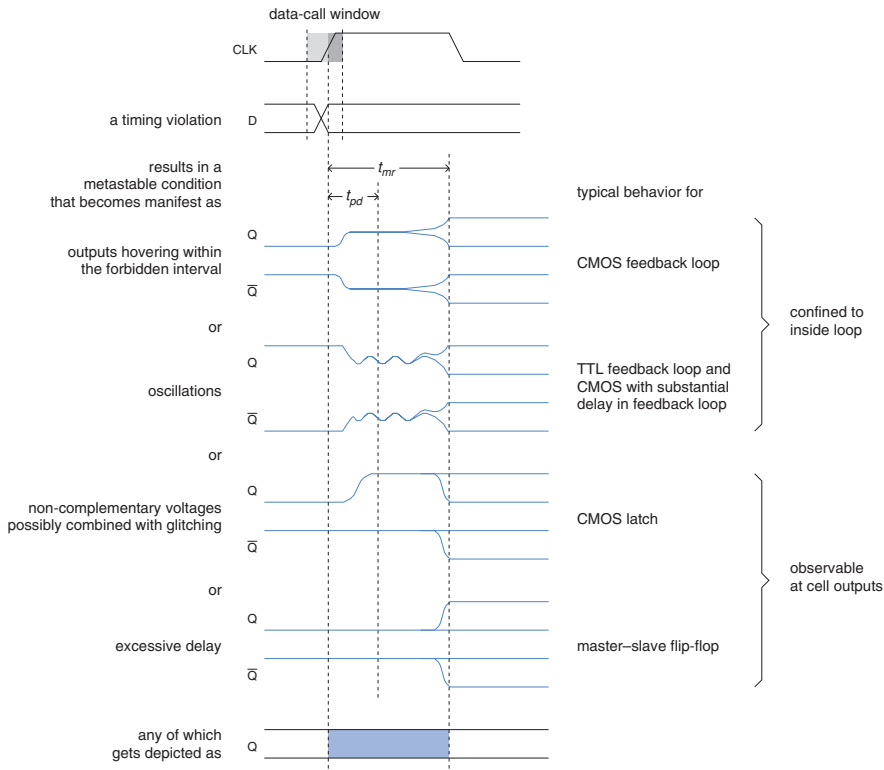 data-call window
CLK
a timing violation
D
results in a
metastable condition
that becomes manifest as
tmr
tpd
typical behavior for
Q
outputs hovering within
the forbidden interval
CMOS feedback loop
Q̅
confined to
inside loop
or
Q
TTL feedback loop and
CMOS with substantial
delay in feedback loop
oscillations
Q̅
or
Q
non-complementary voltages
possibly combined with glitching
CMOS latch
Q̅
observable
at cell outputs
or
Q
excessive delay
master–slave flip-flop
Q̅
any of which
gets depicted as
Q